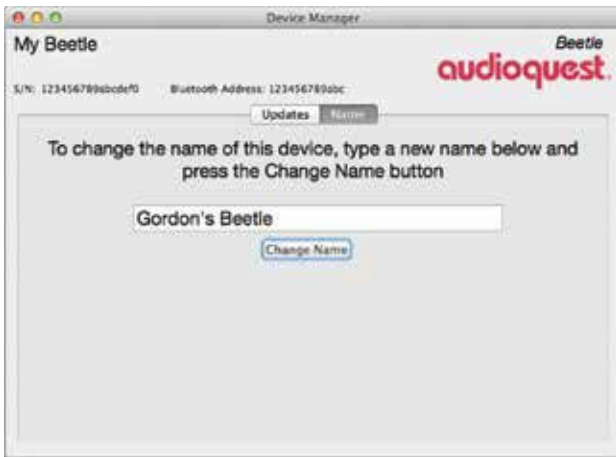 Device Manager
My Beetle
Beetle
audioquest.
S/N: 123456789abcdef0 Bluetooth Address: 123456789abc
Updates Name
To change the name of this device, type a new name below and
press the Change Name button
Gordon's Beetle
Change Name